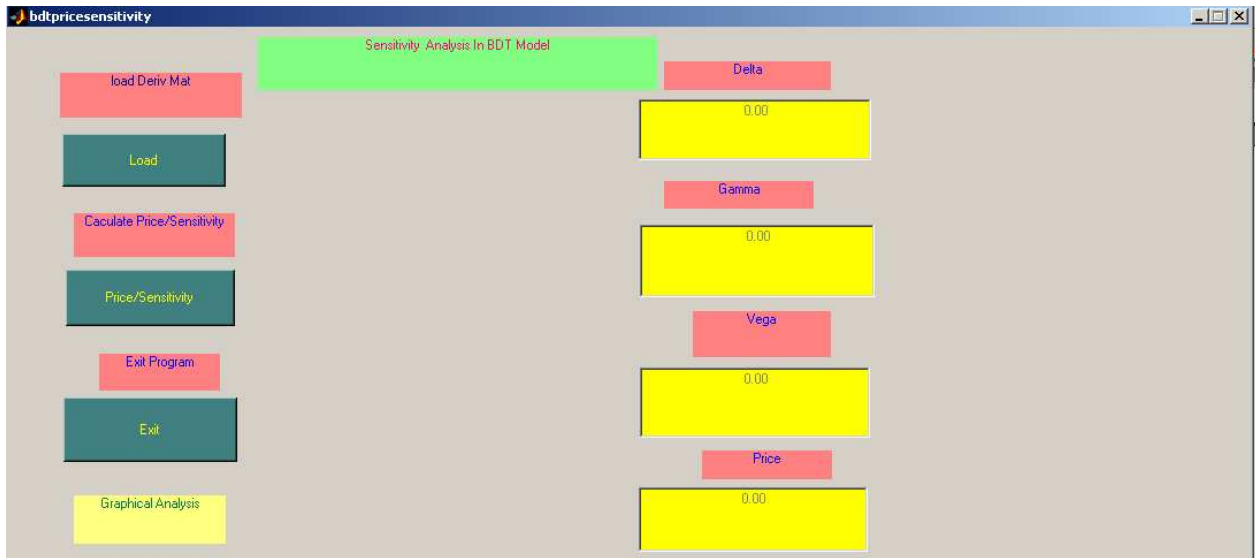 bdtpricesensitivity
Sensitivity Analysis In BDT Model
load Deriv Mat
Load
Caculate Price/Sensitivity
Price/Sensitivity
Exit Program
Exit
Graphical Analysis
Delta
0.00
Gamma
0.00
Vega
0.00
Price
0.00